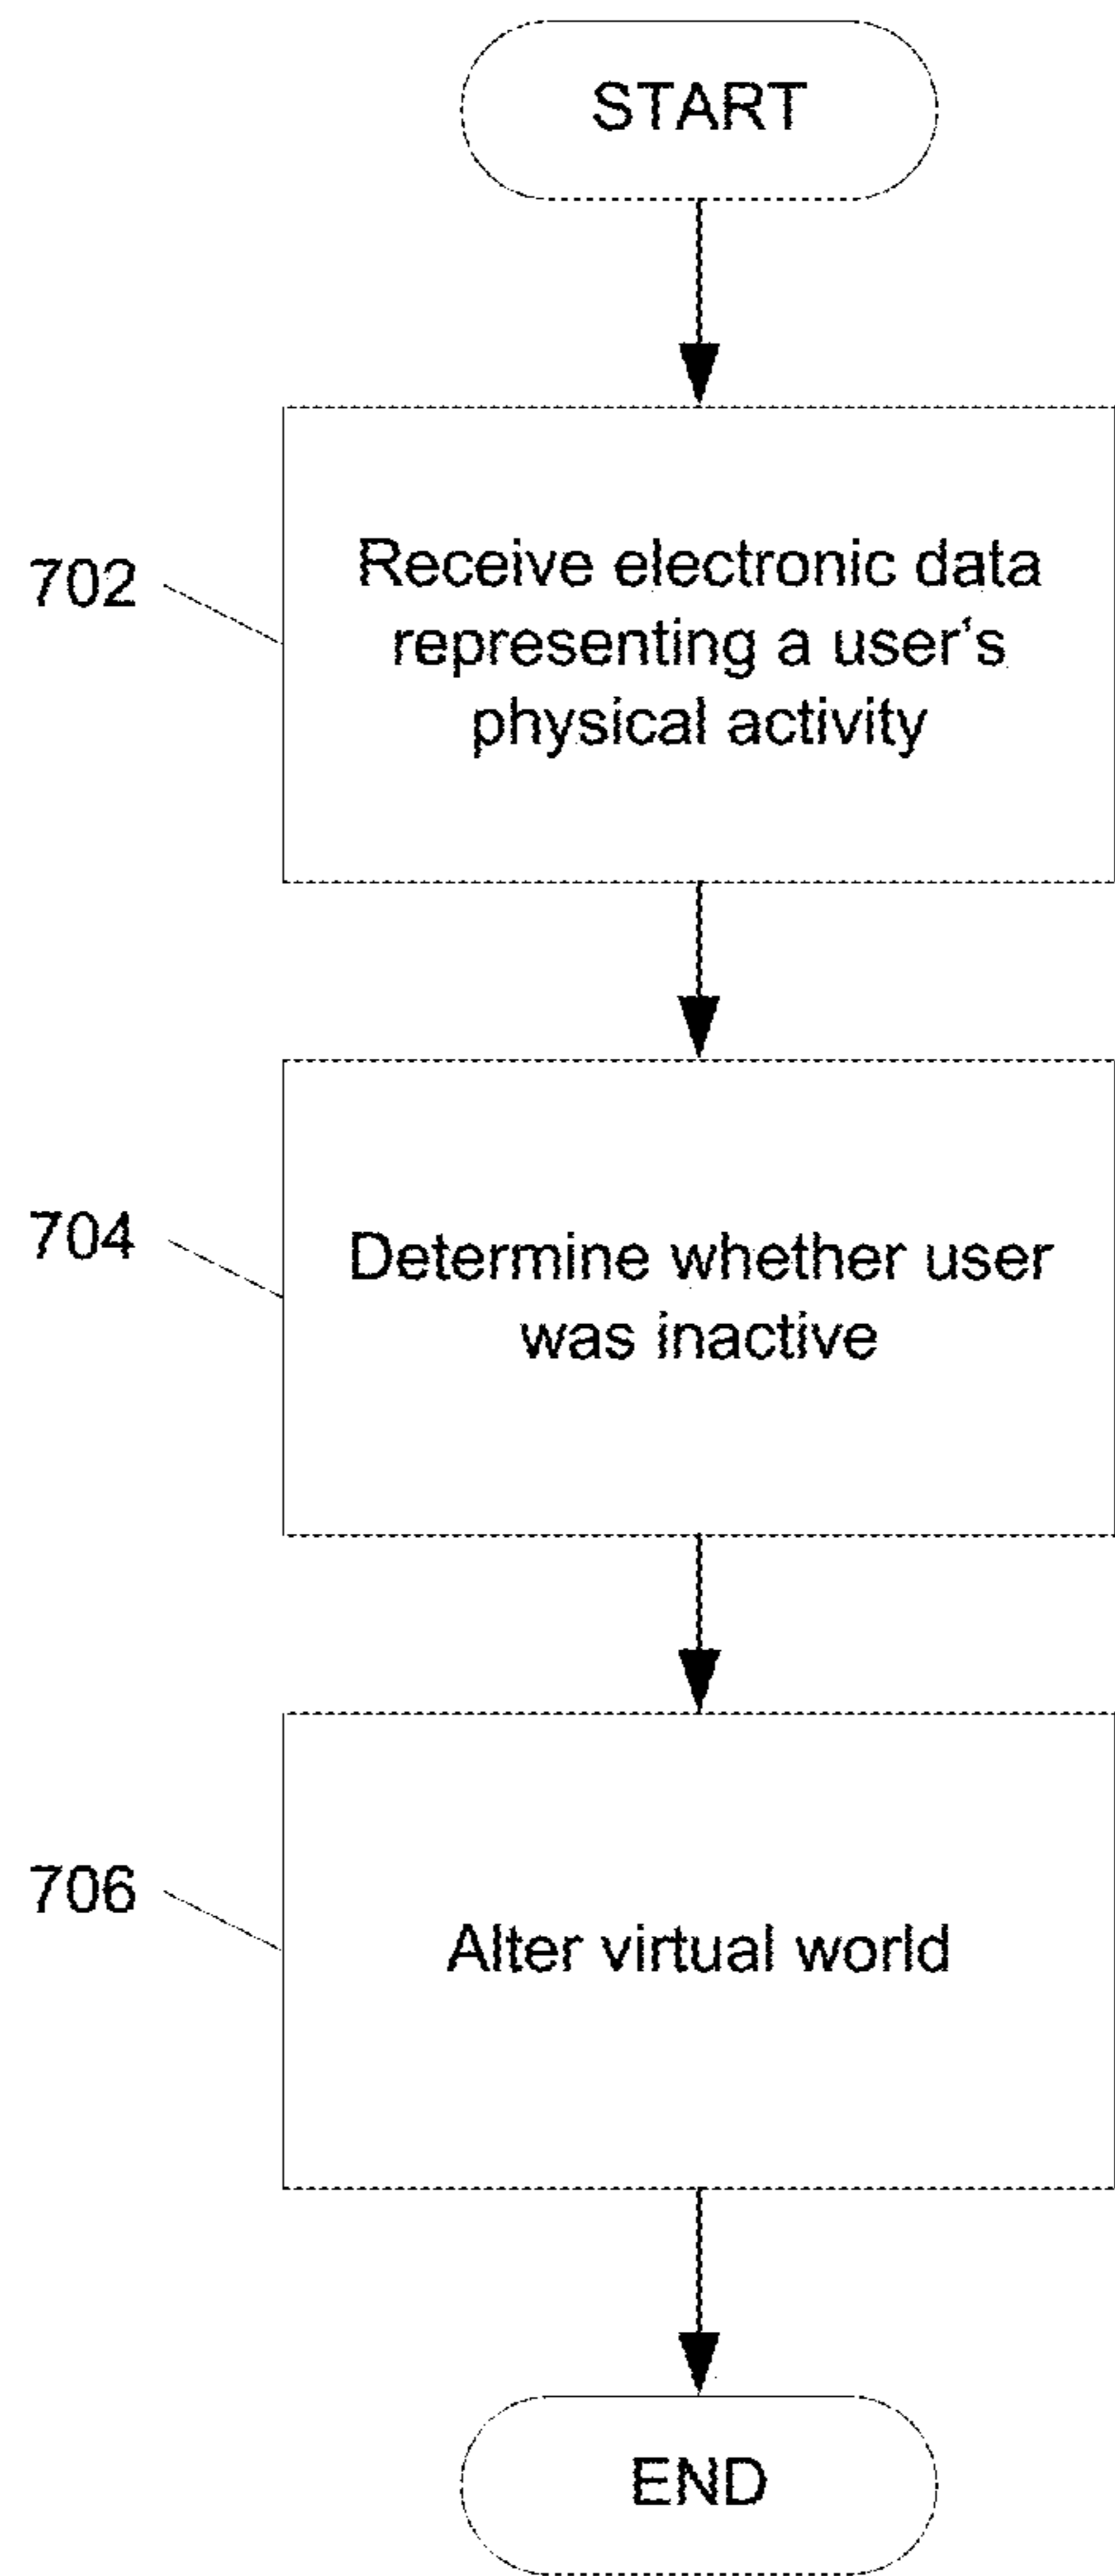 START
702
Receive electronic data
representing a user‘s
physical activity
704
Determine whether user
was inactive
706
Alter virtual world
END